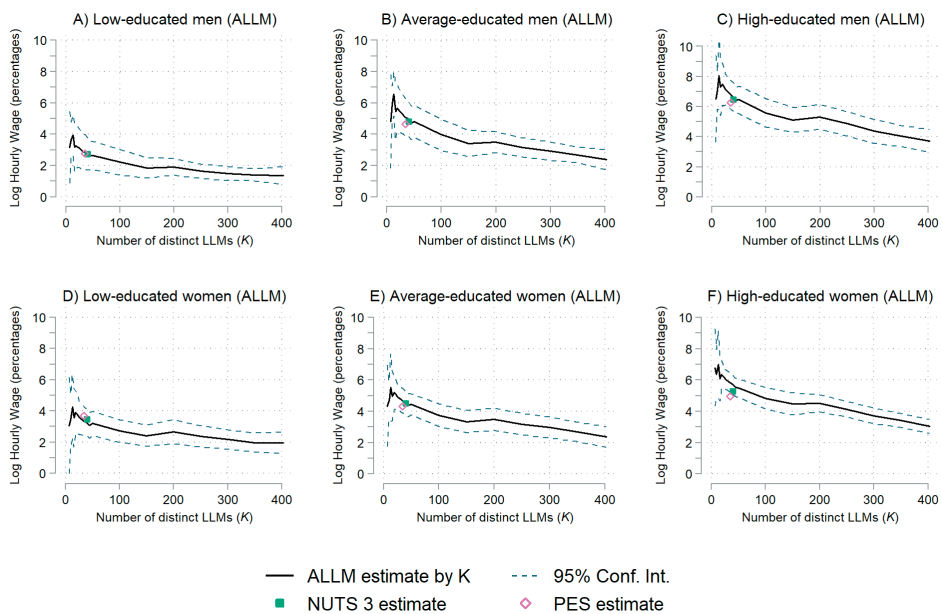 A) Low-educated men (ALLM)
B) Average-educated men (ALLM)
C) High-educated men (ALLM)
Log Hourly Wage (percentages)
10
8
6
4
2
0
0 100 200 300 400
Number of distinct LLMs (K)
Log Hourly Wage (percentages)
10
8
6
4
2
0
0 100 200 300 400
Number of distinct LLMs (K)
Log Hourly Wage (percentages)
10
8
6
4
2
0
0 100 200 300 400
Number of distinct LLMs (K)
D) Low-educated women (ALLM)
E) Average-educated women (ALLM)
F) High-educated women (ALLM)
Log Hourly Wage (percentages)
10
8
6
4
2
0
0 100 200 300 400
Number of distinct LLMs (K)
Log Hourly Wage (percentages)
10
8
6
4
2
0
0 100 200 300 400
Number of distinct LLMs (K)
Log Hourly Wage (percentages)
10
8
6
4
2
0
0 100 200 300 400
Number of distinct LLMs (K)
ALLM estimate by K
95% Conf. Int.
NUTS 3 estimate
PES estimate